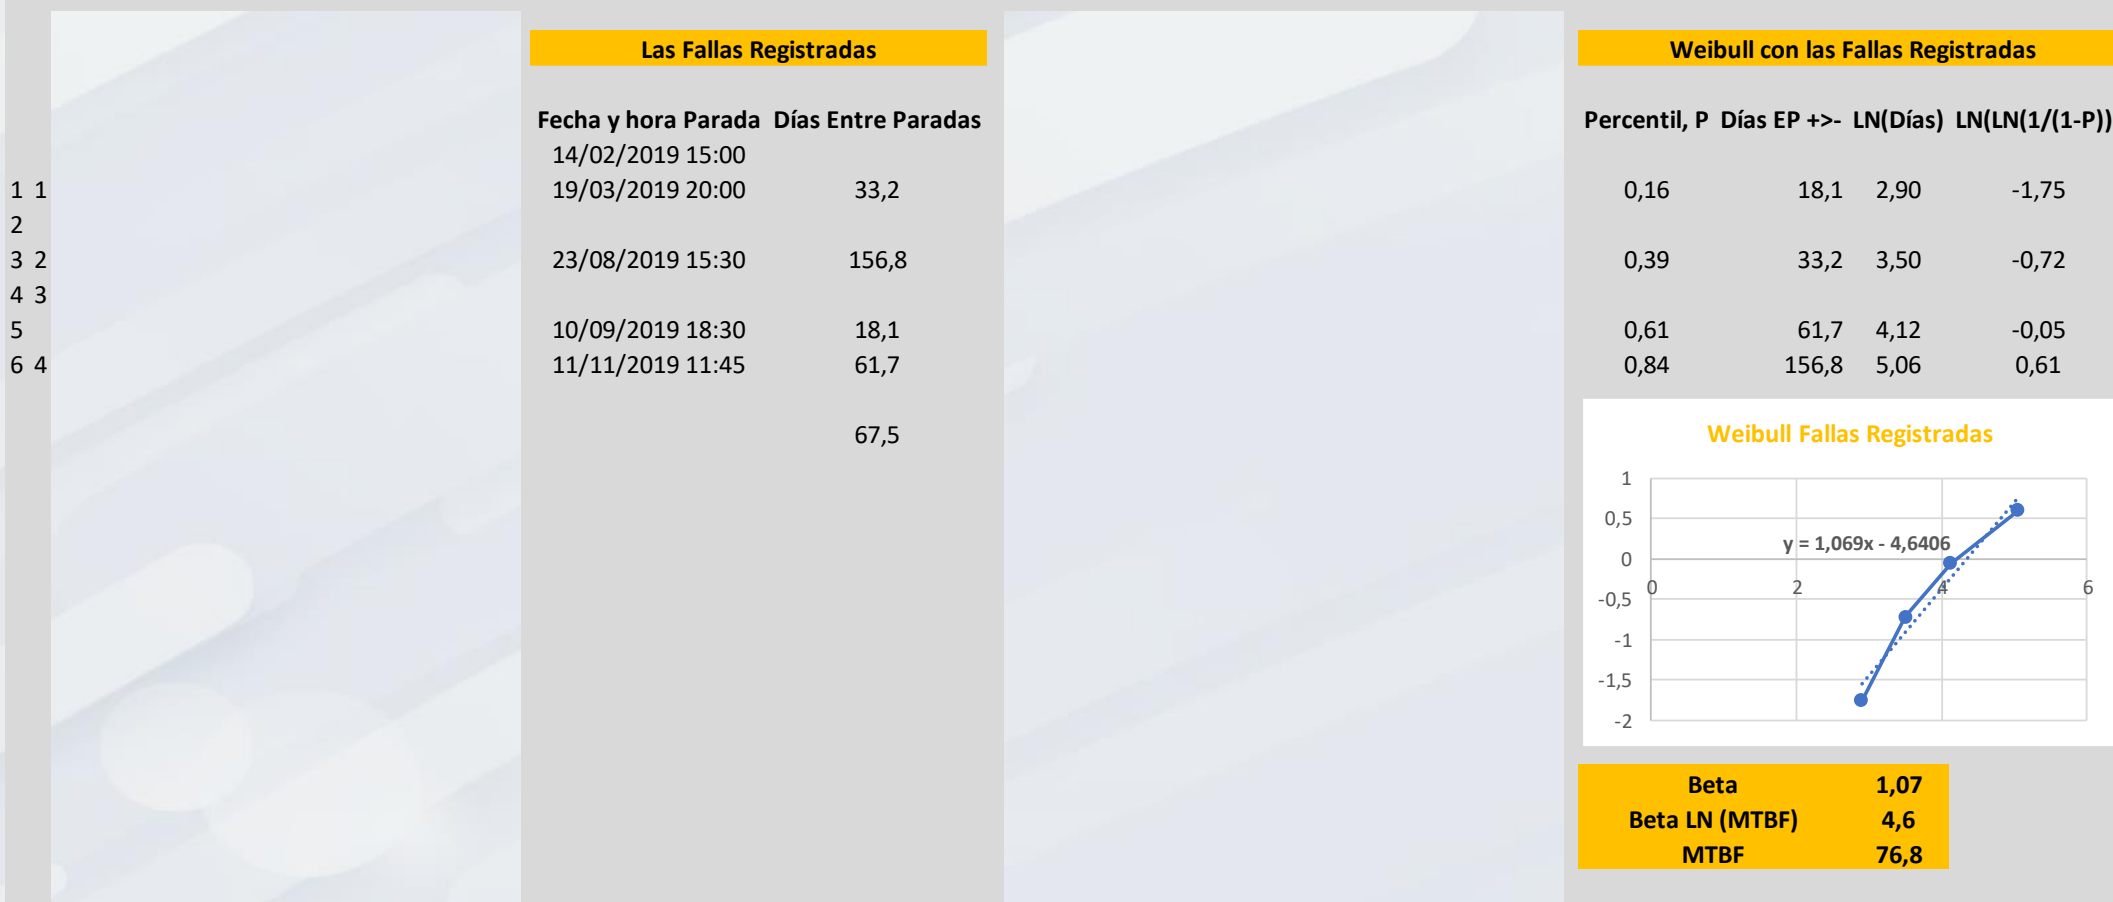 Las Fallas Registradas Weibull con las Fallas Registradas
Fecha y hora Parada Días Entre Paradas Percentil, P Días EP +>- LN(Días) LN(LN(1/(1-P))
14/02/2019 15:00
1 1 19/03/2019 20:00 33,2 0,16 18,1 2,90 -1,75
2
3 2 23/08/2019 15:30 156,8 0,39 33,2 3,50 -0,72
4 3
5 10/09/2019 18:30 18,1 0,61 61,7 4,12 -0,05
6 4 11/11/2019 11:45 61,7 0,84 156,8 5,06 0,61
67,5
Weibull Fallas Registradas
1
0,5
y = 1,069x - 4,6406
0
0 2 4 6
-0,5
-1
-1,5
-2
Beta 1,07
Beta LN (MTBF) 4,6
MTBF 76,8